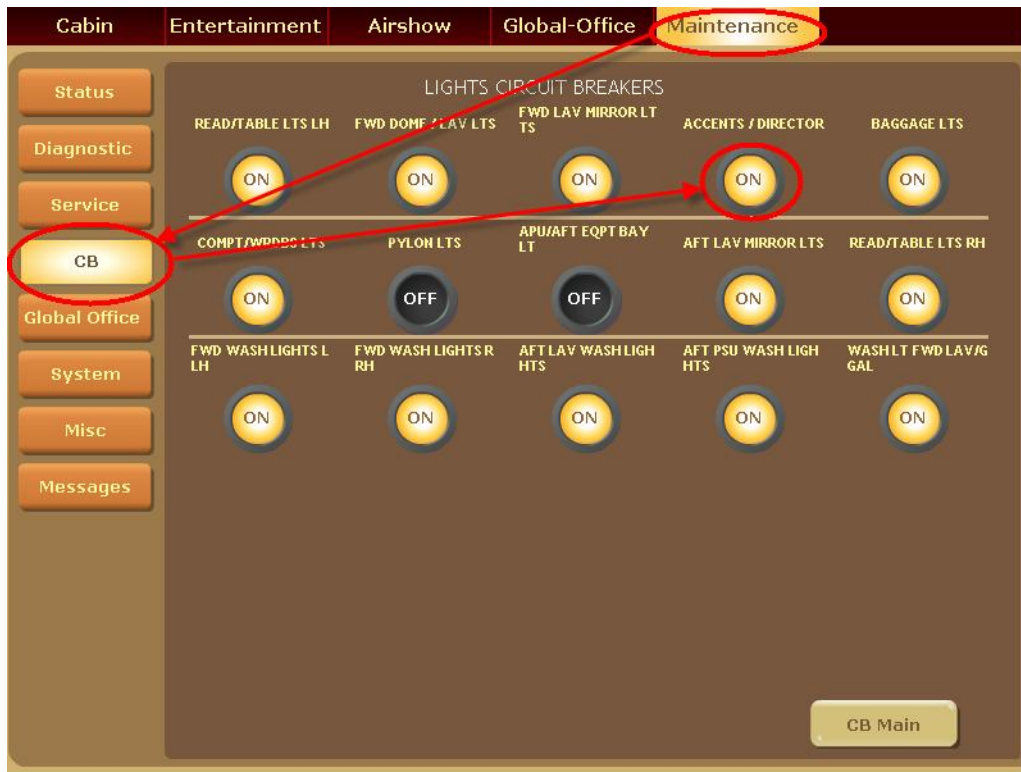 Cabin Entertainment Airshow Global-Office Maintenance
Status
Diagnostic
Service
CB
Global Office
System
Misc
Messages
LIGHTS CIRCUIT BREAKERS
READ/TABLE LTS LH
FWD DOME / LAV LTS
FWD LAV MIRROR LT
TS
ACCENTS / DIRECTOR
BAGGAGE LTS
ON ON ON ON ON
COMPT/WRDRS LTS
PYLON LTS
APU/AFT EQPT BAY
LT
AFT LAV MIRROR LTS
READ/TABLE LTS RH
ON OFF OFF ON ON
FWD WASH LIGHTS L
LH
FWD WASH LIGHTS R
RH
AFT LAV WASH LIGH
HTS
AFT PSU WASH LIGH
HTS
WASH LT FWD LAV/G
GAL
ON ON ON ON ON
CB Main